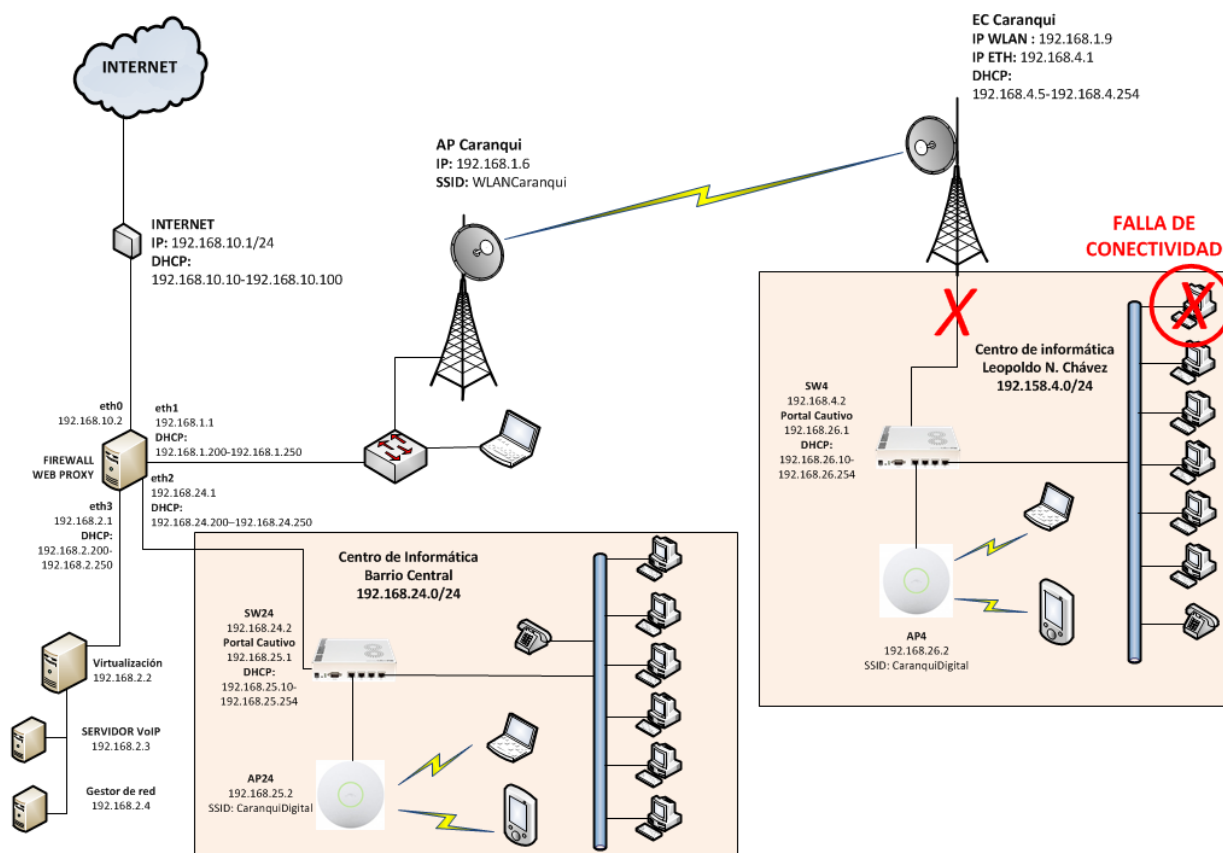 INTERNET
INTERNET
IP: 192.168.10.1/24
DHCP:
192.168.10.10-192.168.10.100
AP Caranqui
IP: 192.168.1.6
SSID: WLANCaranqui
EC Caranqui
IP WLAN : 192.168.1.9
IP ETH: 192.168.4.1
DHCP:
192.168.4.5-192.168.4.254
FALLA DE
CONECTIVIDAD
X
X
Centro de informática
Leopoldo N. Chávez
192.158.4.0/24
SW4
192.168.4.2
Portal Cautivo
192.168.26.1
DHCP:
192.168.26.10-
192.168.26.254
AP4
192.168.26.2
SSID: CaranquiDigital
eth0
192.168.10.2
eth1
192.168.1.1
DHCP:
192.168.1.200-192.168.1.250
FIREWALL
WEB PROXY
eth2
192.168.24.1
DHCP:
192.168.24.200–192.168.24.250
eth3
192.168.2.1
DHCP:
192.168.2.200-
192.168.2.250
Centro de Informática
Barrio Central
192.168.24.0/24
SW24
192.168.24.2
Portal Cautivo
192.168.25.1
DHCP:
192.168.25.10-
192.168.25.254
AP24
192.168.25.2
SSID: CaranquiDigital
Virtualización
192.168.2.2
SERVIDOR VoIP
192.168.2.3
Gestor de red
192.168.2.4